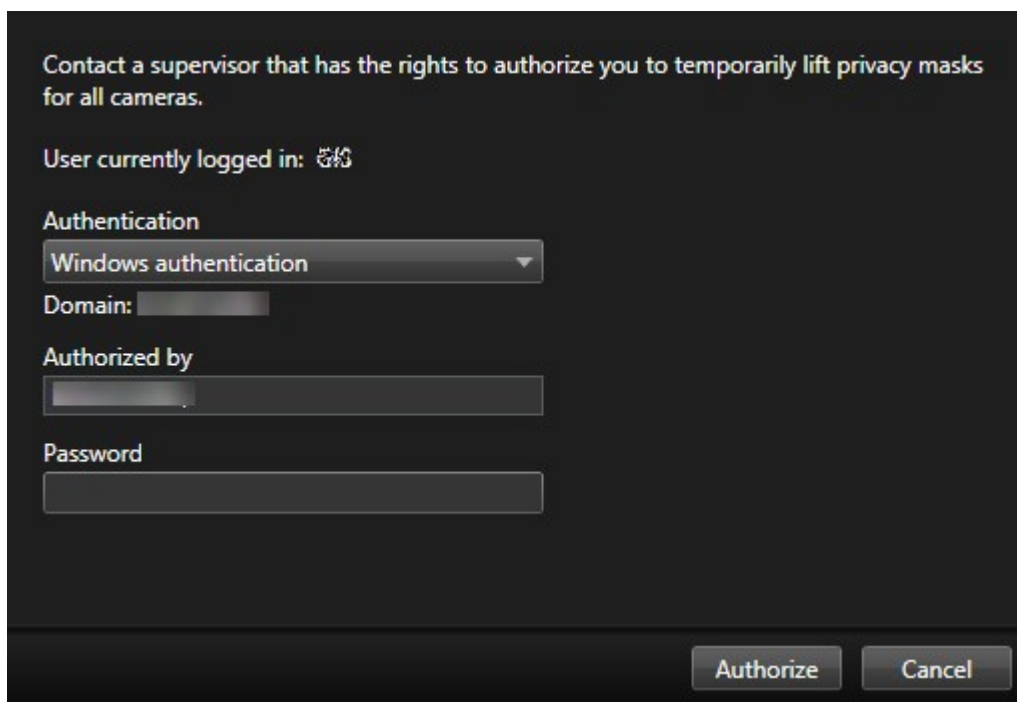 Contact a supervisor that has the rights to authorize you to temporarily lift privacy masks
for all cameras.
User currently logged in:
Authentication
Windows authentication
Domain:
Authorized by
Password
Authorize
Cancel